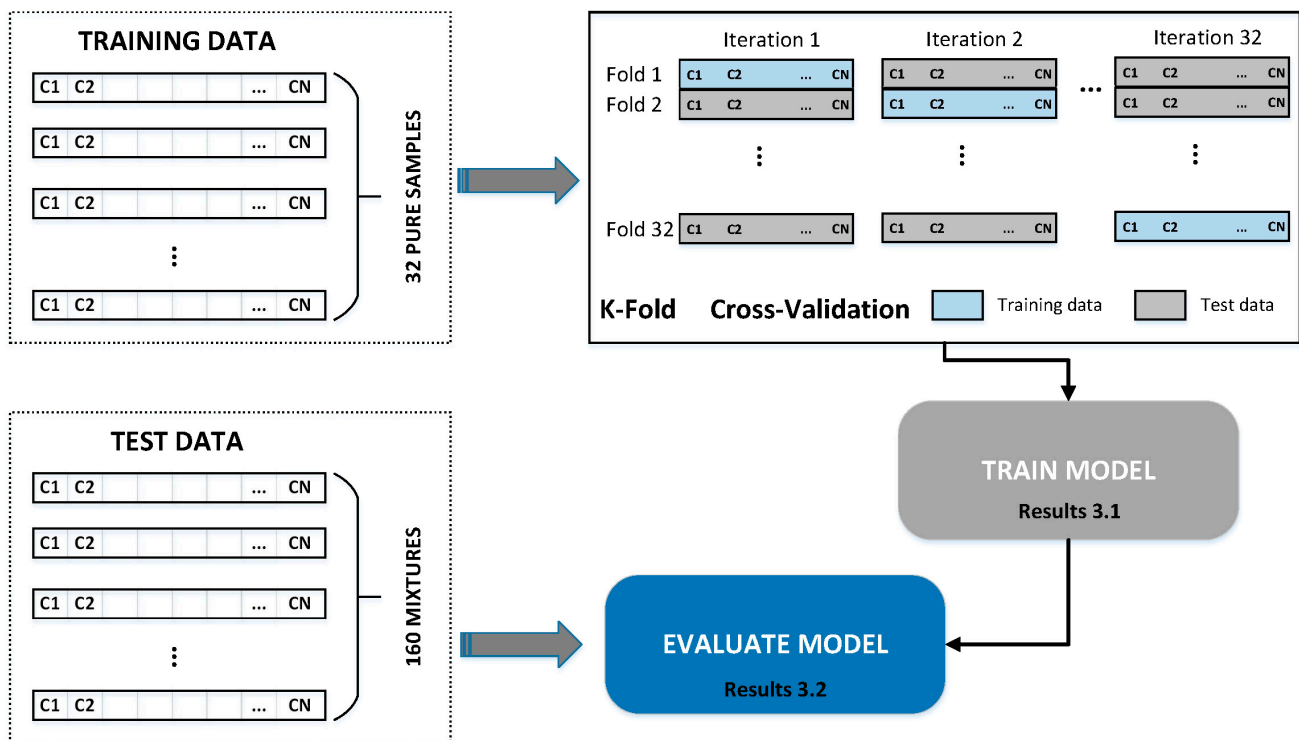 TRAINING DATA
C1 C2 ... CN
C1 C2 ... CN
C1 C2 ... CN
⋮
C1 C2 ... CN
32 PURE SAMPLES
Iteration 1 Iteration 2 Iteration 32
Fold 1 C1 C2 ... CN C1 C2 ... CN C1 C2 ... CN
Fold 2 C1 C2 ... CN C1 C2 ... CN ... C1 C2 ... CN
⋮ ⋮ ⋮
Fold 32 C1 C2 ... CN C1 C2 ... CN C1 C2 ... CN
K-Fold Cross-Validation Training data Test data
TEST DATA
C1 C2 ... CN
C1 C2 ... CN
C1 C2 ... CN
⋮
C1 C2 ... CN
160 MIXTURES
TRAIN MODEL
Results 3.1
EVALUATE MODEL
Results 3.2